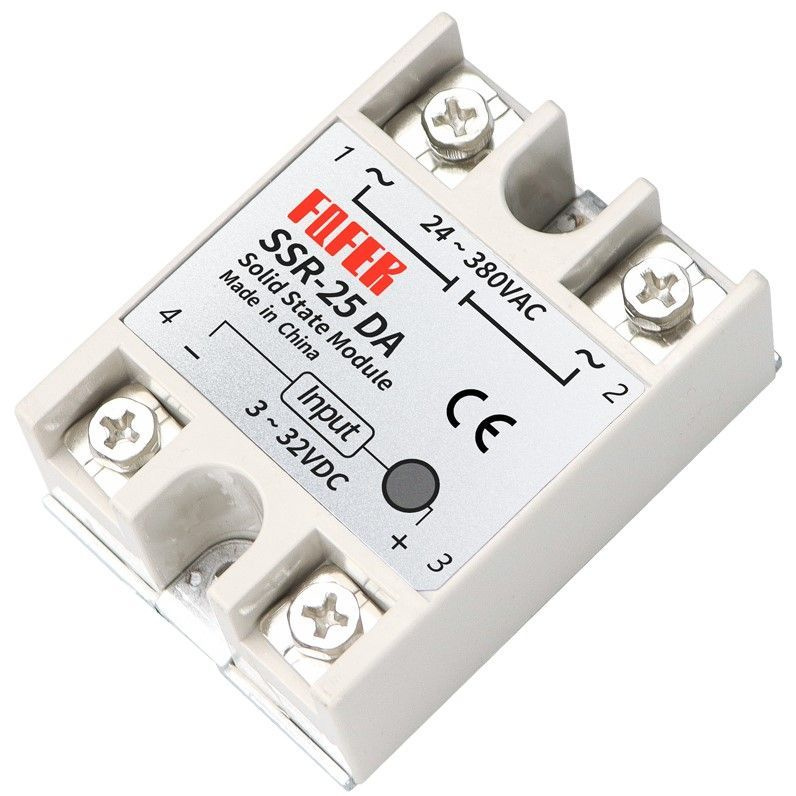 1 ~
24 ~ 380VAC
~ 2
FQFER
SSR-25 DA
Solid State Module
Made in China
4 -
Input
3 ~ 32VDC
+ 3
CE